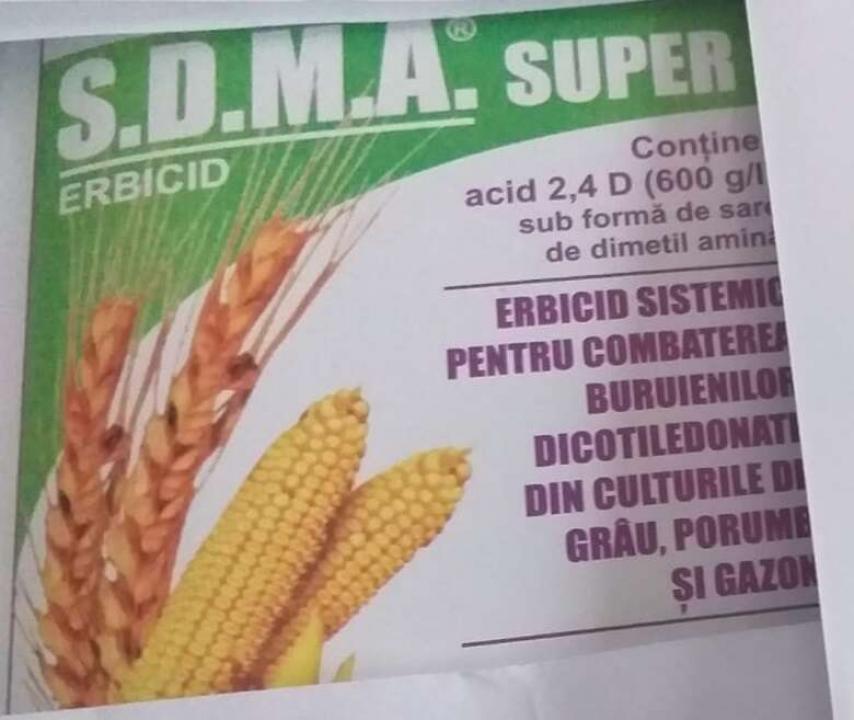 S.D.M.A.® SUPER
ERBICID
Conține
acid 2,4 D (600 g/l
sub formă de sar
de dimetil amin
ERBICID SISTEMIC
PENTRU COMBATEREA
BURUIENILOR
DICOTILEDONAT
DIN CULTURILE D
GRÂU, PORUMB
ȘI GAZON